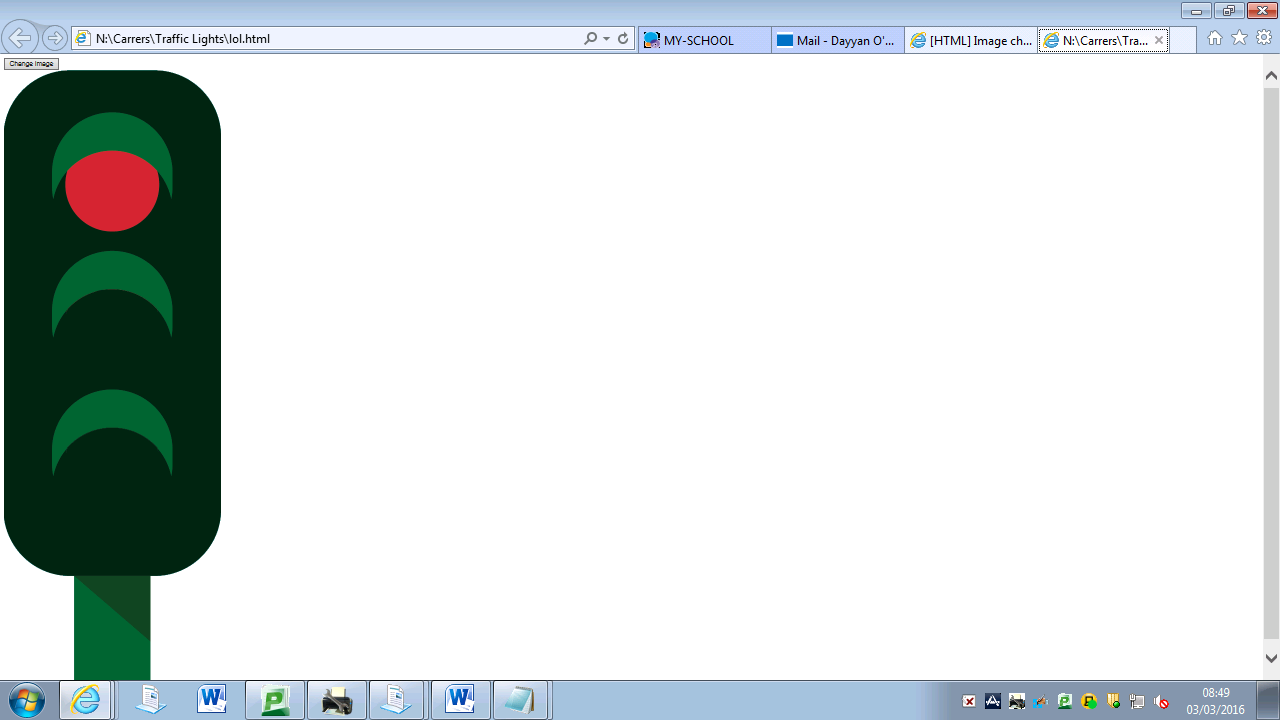 N:\Carrers\Traffic Lights\lol.html
MY-SCHOOL
Mail - Dayyan O'...
[HTML] Image ch...
N:\Carrers\Tra...
Change Image
08:49
03/03/2016